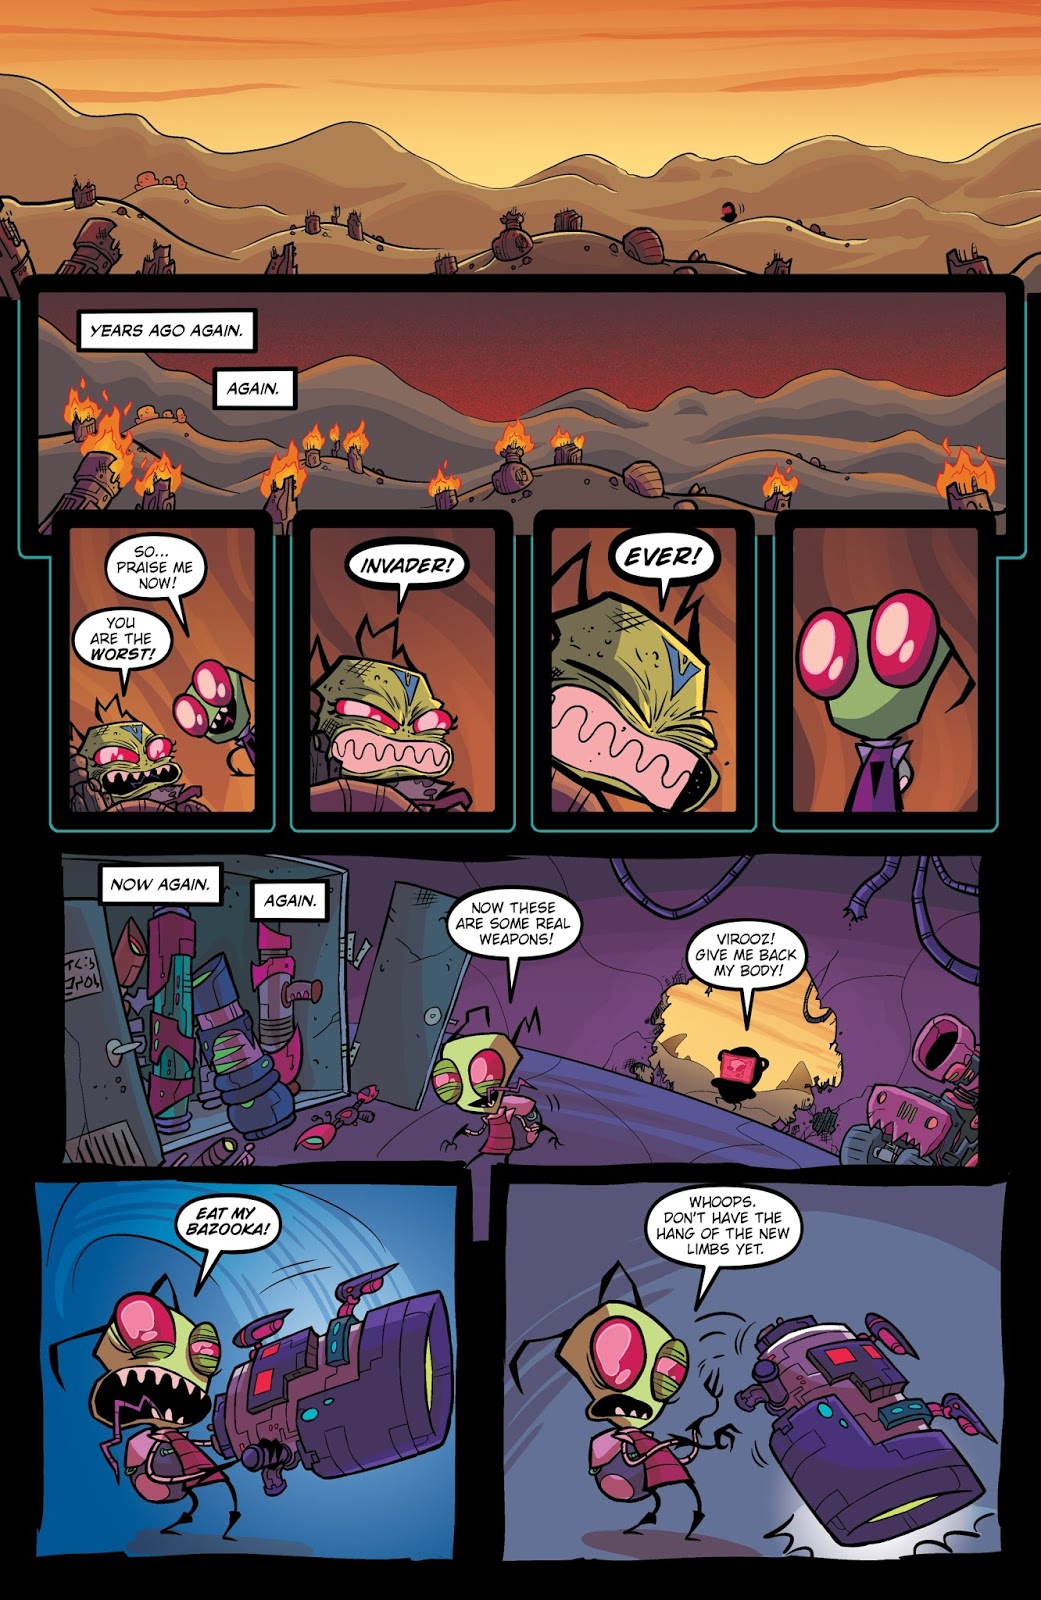 YEARS AGO AGAIN.
AGAIN.
SO...
PRAISE ME
NOW!
YOU
ARE THE
WORST!
INVADER!
EVER!
NOW AGAIN.
AGAIN.
NOW THESE
ARE SOME REAL
WEAPONS!
VIROOZ!
GIVE ME BACK
MY BODY!
EAT MY
BAZOOKA!
WHOOPS.
DON'T HAVE THE
HANG OF THE NEW
LIMBS YET.